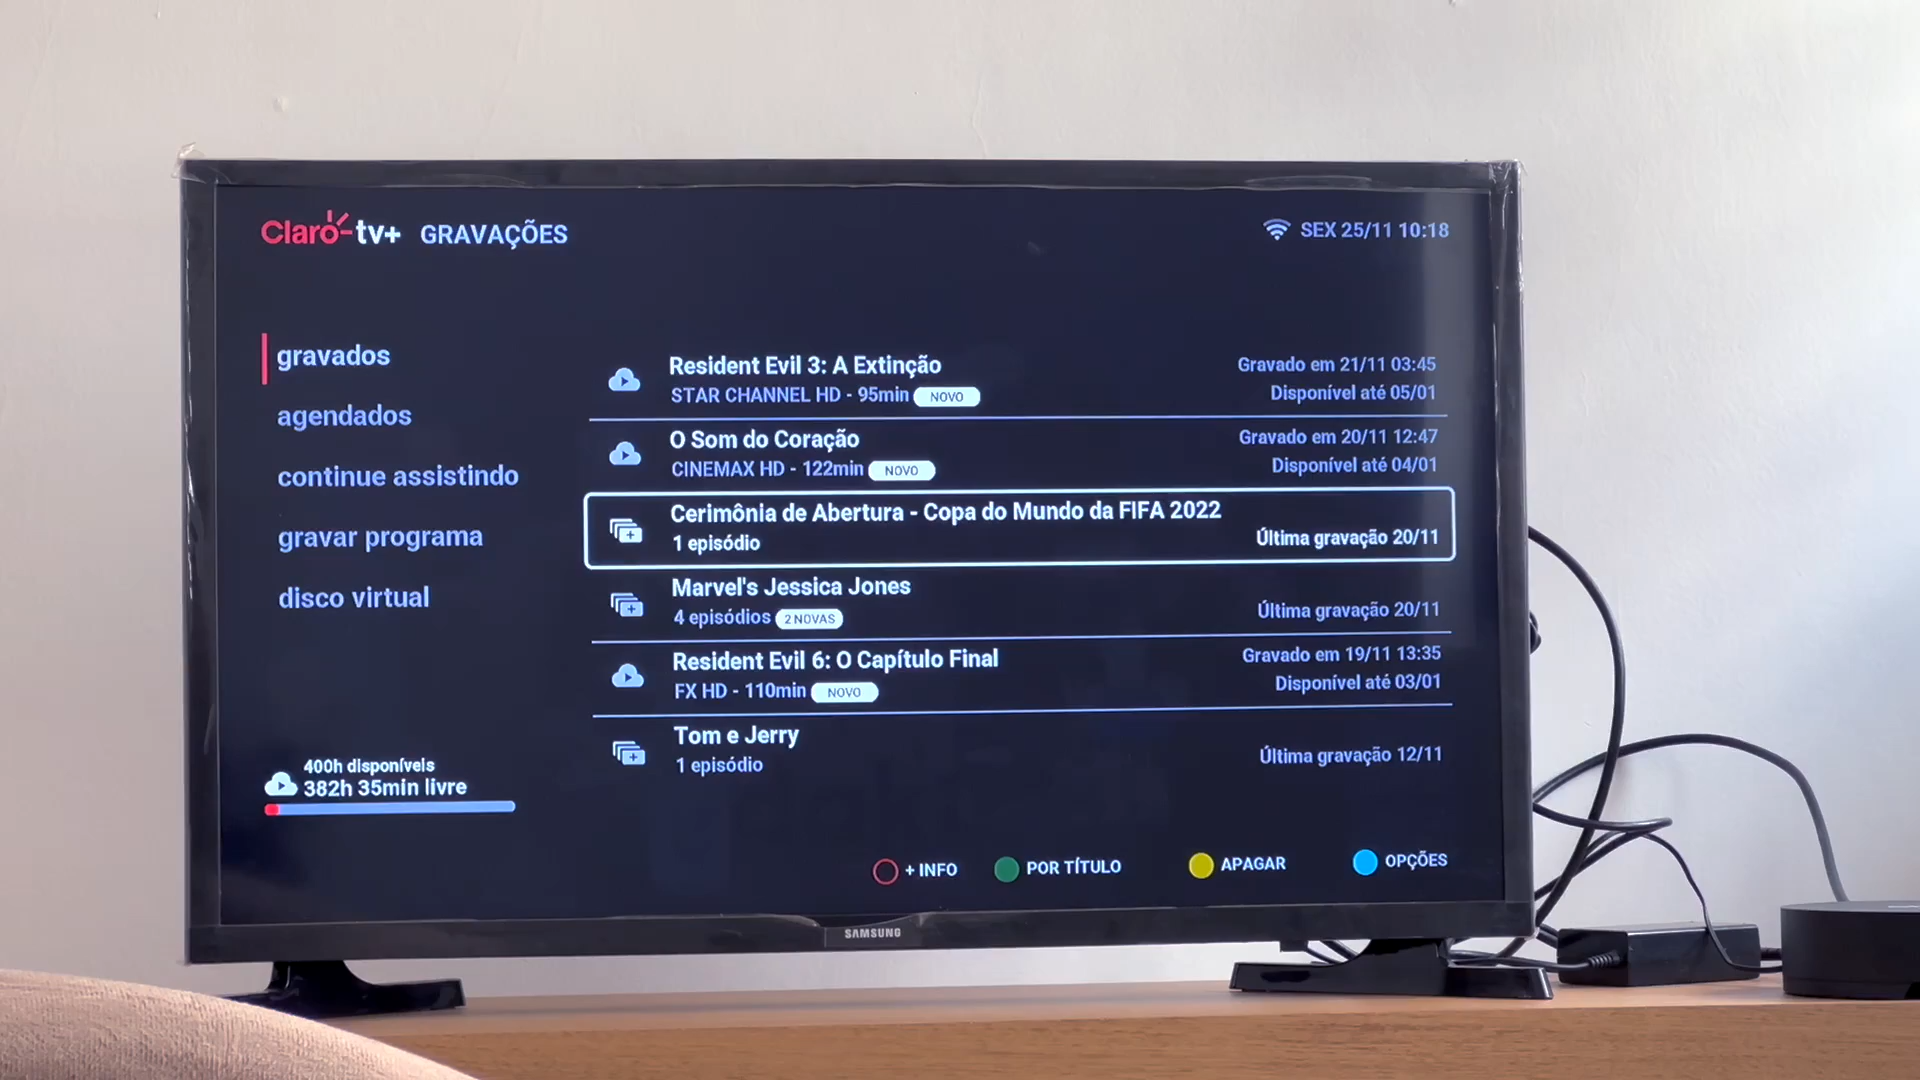 Claro tv+ GRAVAÇÕES
SEX 25/11 10:18
gravados
agendados
continue assistindo
gravar programa
disco virtual
400h disponíveis
382h 35min livre
Resident Evil 3: A Extinção
STAR CHANNEL HD - 95min NOVO
Gravado em 21/11 03:45
Disponível até 05/01
O Som do Coração
CINEMAX HD - 122min NOVO
Gravado em 20/11 12:47
Disponível até 04/01
Cerimônia de Abertura - Copa do Mundo da FIFA 2022
1 episódio
Última gravação 20/11
Marvel's Jessica Jones
4 episódios 2 NOVAS
Última gravação 20/11
Resident Evil 6: O Capítulo Final
FX HD - 110min NOVO
Gravado em 19/11 13:35
Disponível até 03/01
Tom e Jerry
1 episódio
Última gravação 12/11
+ INFO
POR TÍTULO
APAGAR
OPÇÕES
SAMSUNG